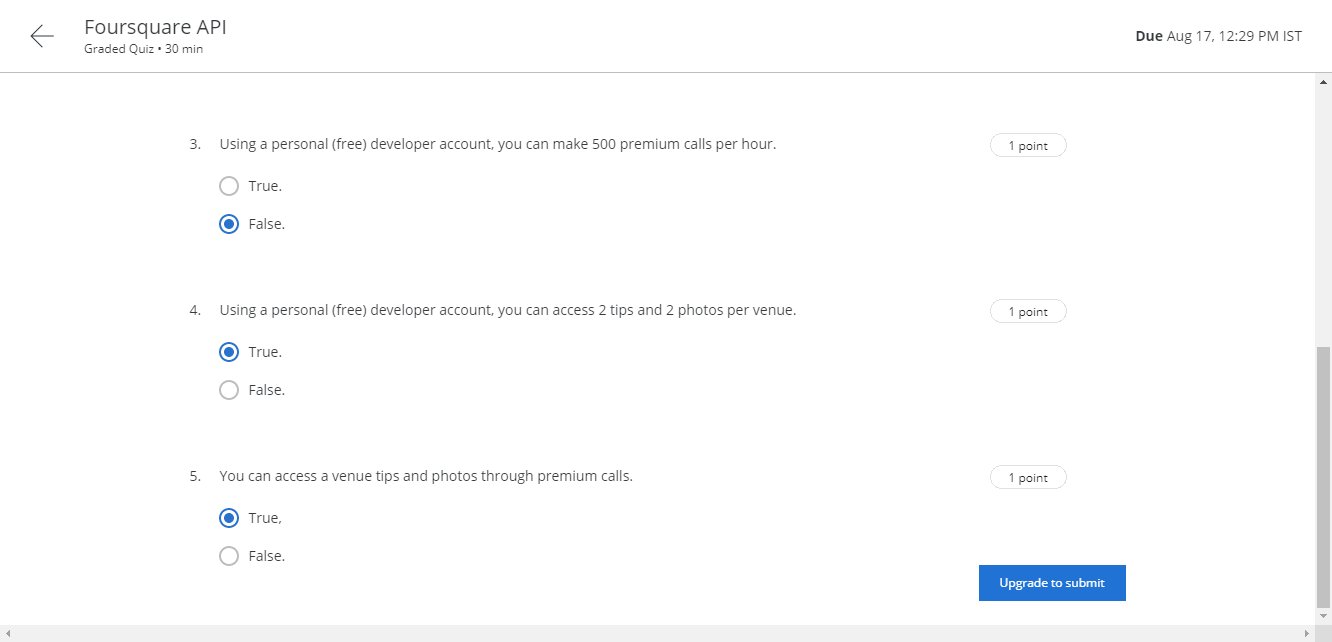 Foursquare API
Graded Quiz • 30 min
Due Aug 17, 12:29 PM IST
3. Using a personal (free) developer account, you can make 500 premium calls per hour.
1 point
True.
False.
4. Using a personal (free) developer account, you can access 2 tips and 2 photos per venue.
1 point
True.
False.
5. You can access a venue tips and photos through premium calls.
1 point
True,
False.
Upgrade to submit